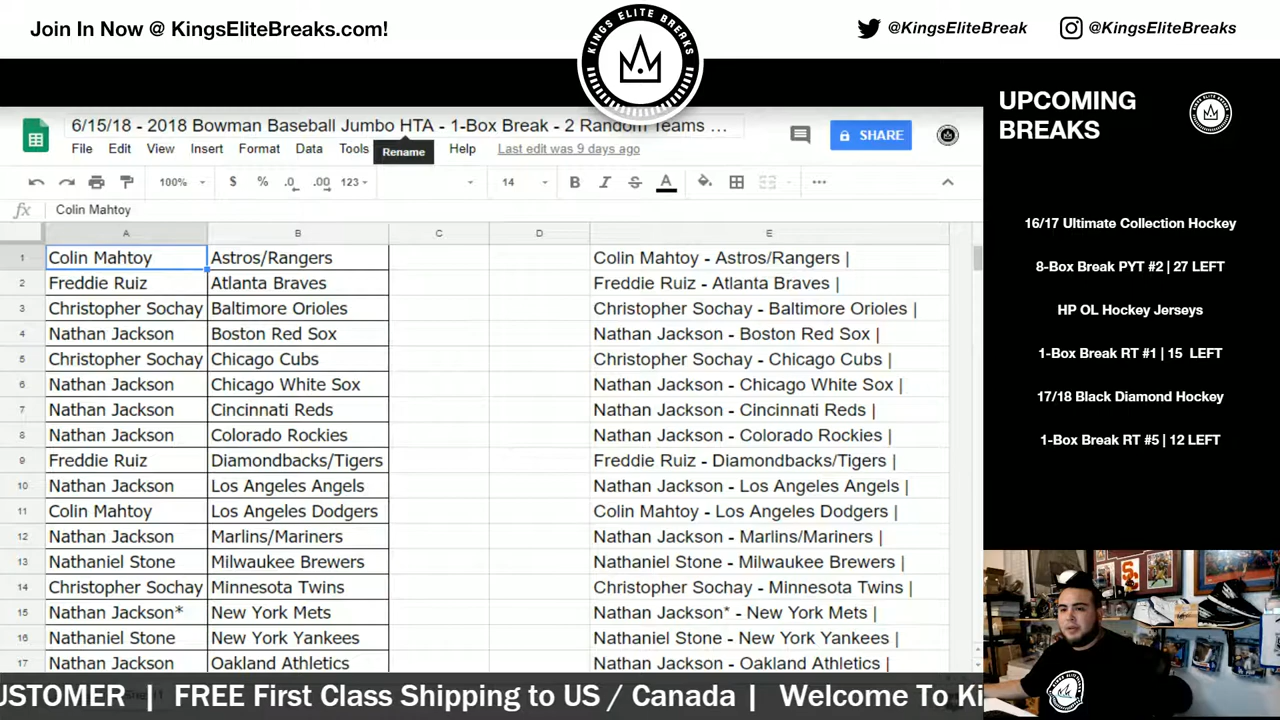 Join In Now @ KingsEliteBreaks.com!
KINGS ELITE BREAKS
@KingsEliteBreak
@KingsEliteBreaks
6/15/18 - 2018 Bowman Baseball Jumbo HTA - 1-Box Break - 2 Random Teams ...
File Edit View Insert Format Data Tools Help Last edit was 9 days ago
Rename
SHARE
100% $ % .0 .00 123 14 B I S A
fx Colin Mahtoy
A B C D E
1 Colin Mahtoy Astros/Rangers Colin Mahtoy - Astros/Rangers |
2 Freddie Ruiz Atlanta Braves Freddie Ruiz - Atlanta Braves |
3 Christopher Sochay Baltimore Orioles Christopher Sochay - Baltimore Orioles |
4 Nathan Jackson Boston Red Sox Nathan Jackson - Boston Red Sox |
5 Christopher Sochay Chicago Cubs Christopher Sochay - Chicago Cubs |
6 Nathan Jackson Chicago White Sox Nathan Jackson - Chicago White Sox |
7 Nathan Jackson Cincinnati Reds Nathan Jackson - Cincinnati Reds |
8 Nathan Jackson Colorado Rockies Nathan Jackson - Colorado Rockies |
9 Freddie Ruiz Diamondbacks/Tigers Freddie Ruiz - Diamondbacks/Tigers |
10 Nathan Jackson Los Angeles Angels Nathan Jackson - Los Angeles Angels |
11 Colin Mahtoy Los Angeles Dodgers Colin Mahtoy - Los Angeles Dodgers |
12 Nathan Jackson Marlins/Mariners Nathan Jackson - Marlins/Mariners |
13 Nathaniel Stone Milwaukee Brewers Nathaniel Stone - Milwaukee Brewers |
14 Christopher Sochay Minnesota Twins Christopher Sochay - Minnesota Twins |
15 Nathan Jackson* New York Mets Nathan Jackson* - New York Mets |
16 Nathaniel Stone New York Yankees Nathaniel Stone - New York Yankees |
17 Nathan Jackson Oakland Athletics Nathan Jackson - Oakland Athletics |
UPCOMING
BREAKS
16/17 Ultimate Collection Hockey
8-Box Break PYT #2 | 27 LEFT
HP OL Hockey Jerseys
1-Box Break RT #1 | 15 LEFT
17/18 Black Diamond Hockey
1-Box Break RT #5 | 12 LEFT
USTOMER | FREE First Class Shipping to US / Canada | Welcome To Ki